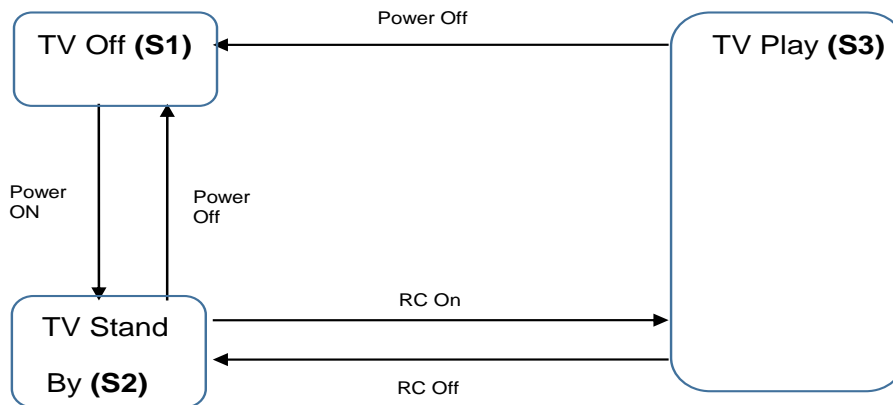 Power Off
TV Off (S1)
TV Play (S3)
Power
ON
Power
Off
RC On
TV Stand
By (S2)
RC Off